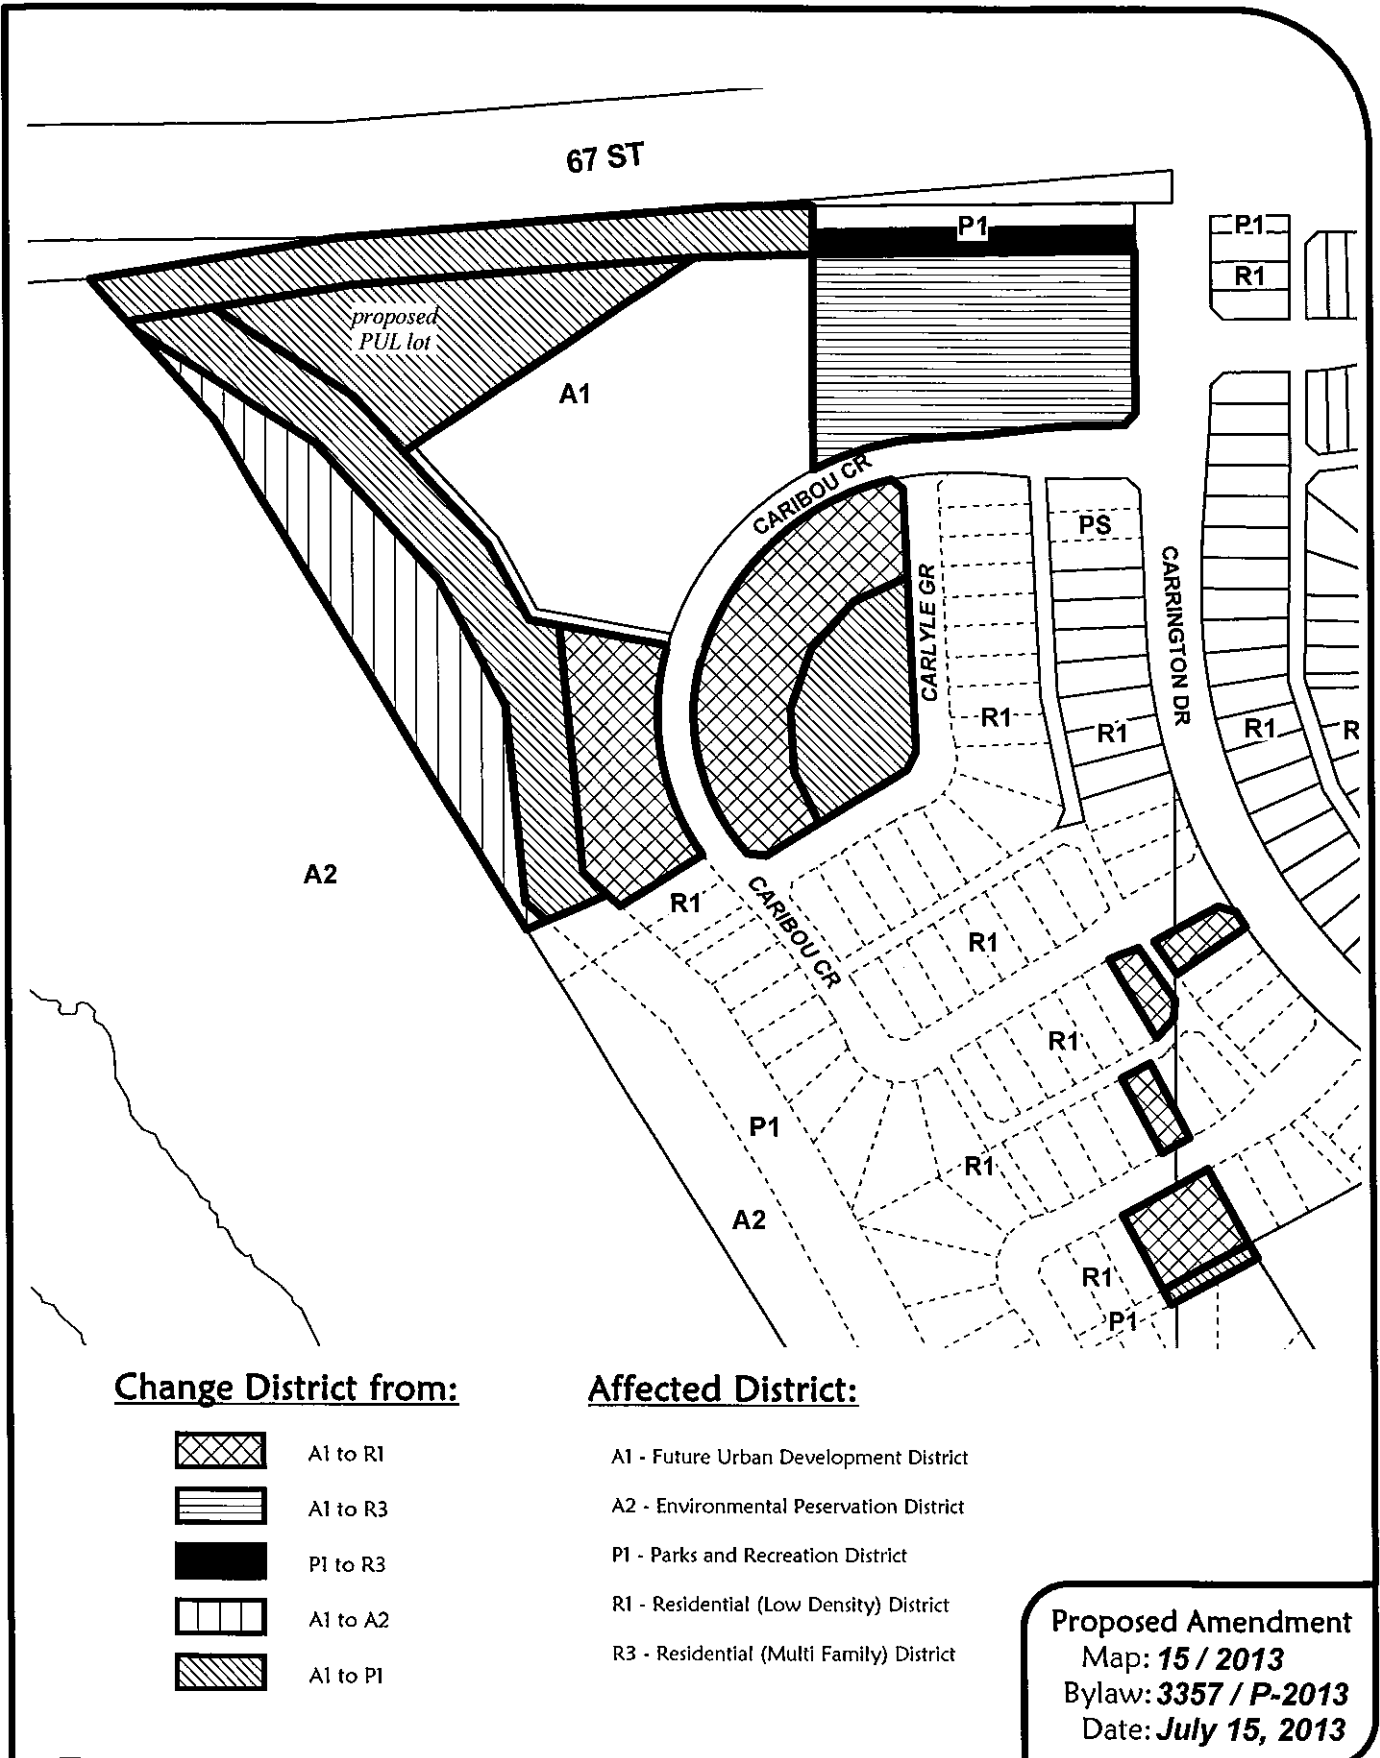 67 ST
P1
P1
R1
proposed
PUL lot
A1
CARIBOU CR
PS
CARLYLE GR
CARRINGTON DR
R1
R1
R1
R
A2
R1
CARIBOU CR
R1
R1
P1
R1
A2
R1
P1
Change District from:
A1 to R1
A1 to R3
P1 to R3
A1 to A2
A1 to P1
Affected District:
A1 - Future Urban Development District
A2 - Environmental Peservation District
P1 - Parks and Recreation District
R1 - Residential (Low Density) District
R3 - Residential (Multi Family) District
Proposed Amendment
Map: 15 / 2013
Bylaw: 3357 / P-2013
Date: July 15, 2013